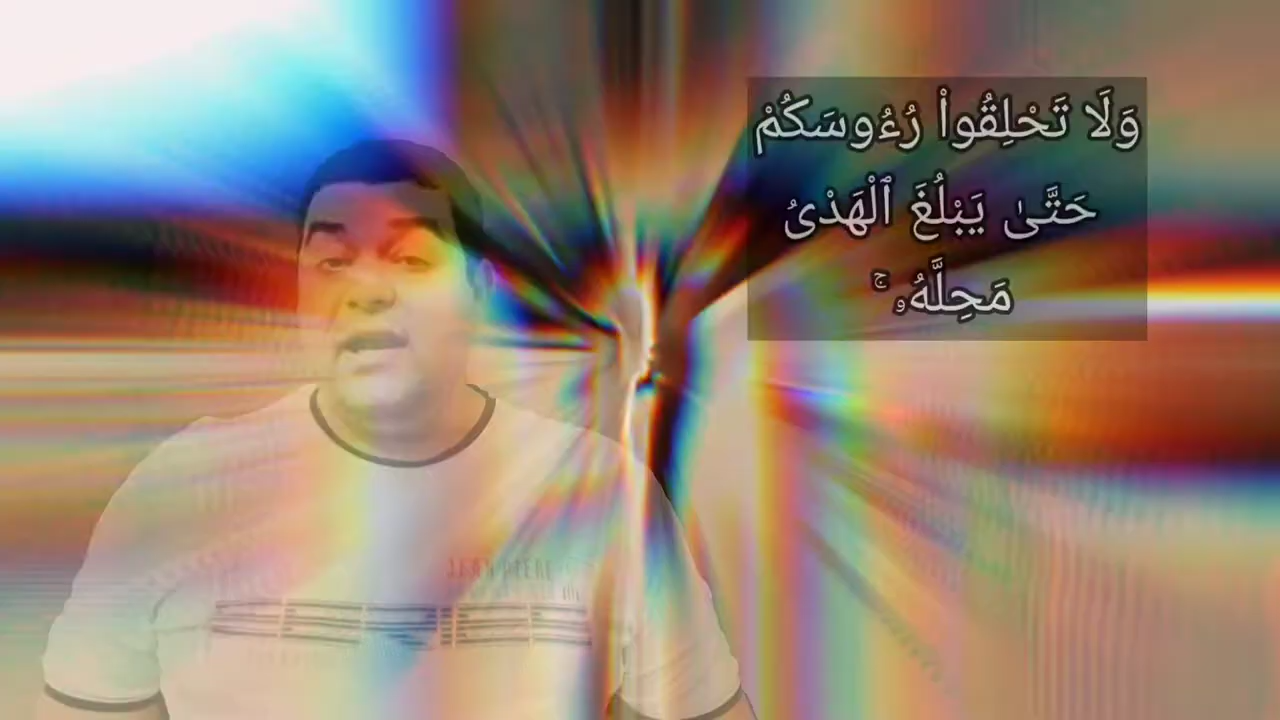 وَلَا تَحْلِقُوا۟ رُءُوسَكُمْ
حَتَّىٰ يَبْلُغَ ٱلْهَدْىُ
مَحِلَّهُۥ ۚ